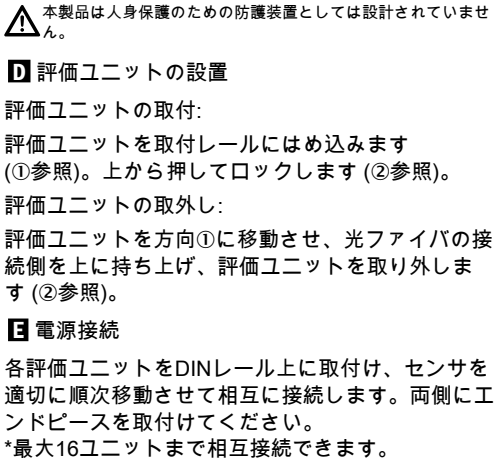 本製品は人身保護のための防護装置としては設計されていませ
ん。
D 評価ユニットの設置
評価ユニットの取付:
評価ユニットを取付レールにはめ込みます
(①参照)。上から押してロックします (②参照)。
評価ユニットの取外し:
評価ユニットを方向①に移動させ、光ファイバの接
続側を上に持ち上げ、評価ユニットを取り外しま
す (②参照)。
E 電源接続
各評価ユニットをDINレール上に取付け、センサを
適切に順次移動させて相互に接続します。両側にエ
ンドピースを取付けてください。
*最大16ユニットまで相互接続できます。